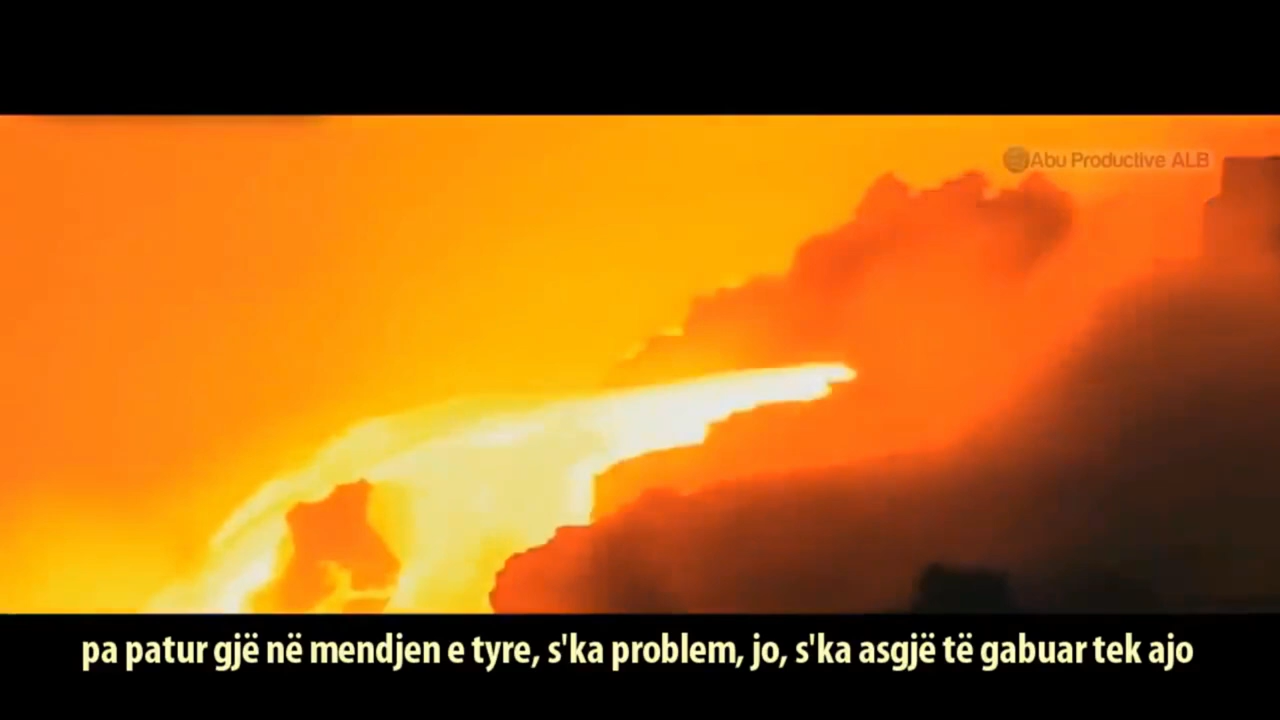 Abu Productive ALB
pa patur gjë në mendjen e tyre, s'ka problem, jo, s'ka asgjë të gabuar tek ajo